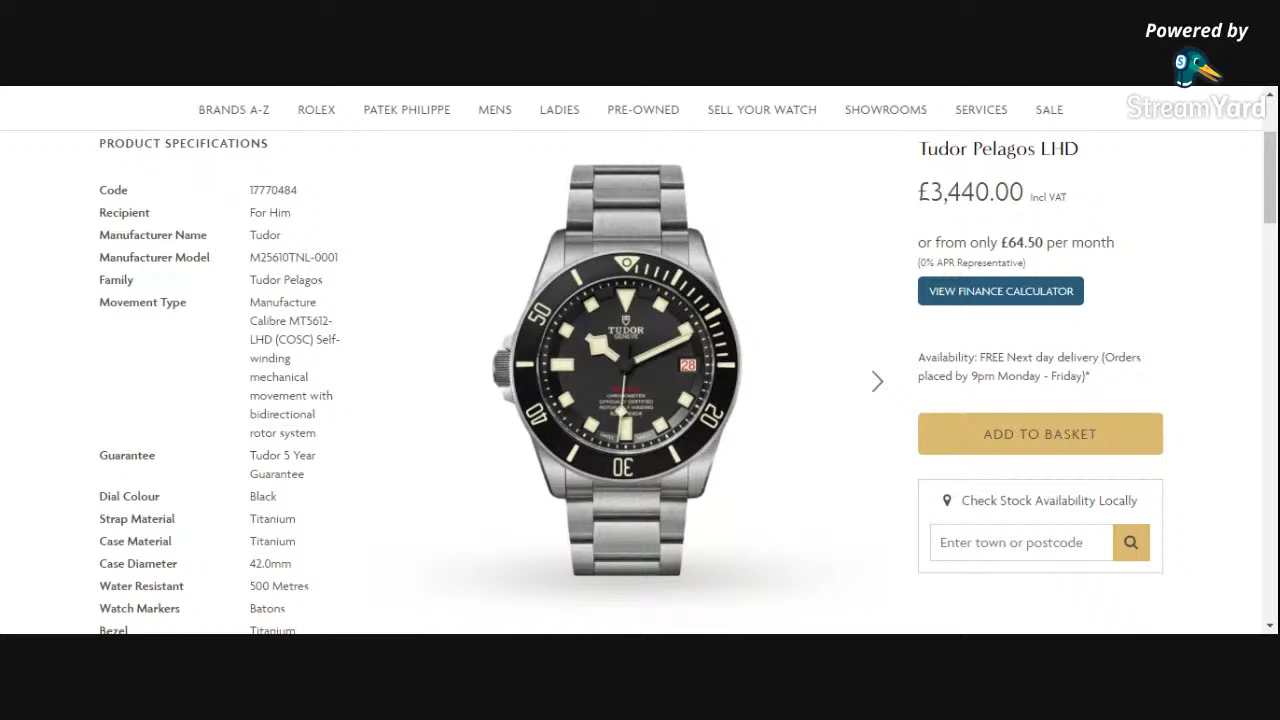 Powered by
StreamYard
BRANDS A-Z ROLEX PATEK PHILIPPE MENS LADIES PRE-OWNED SELL YOUR WATCH SHOWROOMS SERVICES SALE
PRODUCT SPECIFICATIONS
Code 17770484
Recipient For Him
Manufacturer Name Tudor
Manufacturer Model M25610TNL-0001
Family Tudor Pelagos
Movement Type Manufacture
Calibre MT5612-
LHD (COSC) Self-
winding
mechanical
movement with
bidirectional
rotor system
Guarantee Tudor 5 Year
Guarantee
Dial Colour Black
Strap Material Titanium
Case Material Titanium
Case Diameter 42.0mm
Water Resistant 500 Metres
Watch Markers Batons
Bezel Titanium
50
TUDOR
GENEVE
28
40
20
30
Tudor Pelagos LHD
£3,440.00 Incl VAT
or from only £64.50 per month
(0% APR Representative)
VIEW FINANCE CALCULATOR
Availability: FREE Next day delivery (Orders
placed by 9pm Monday - Friday)*
ADD TO BASKET
Check Stock Availability Locally
Enter town or postcode